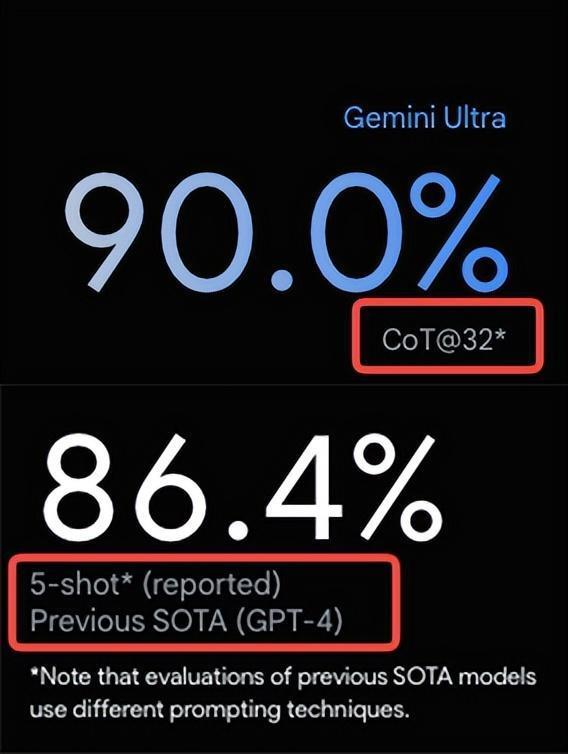 Gemini Ultra
90.0%
CoT@32*
86.4%
5-shot* (reported)
Previous SOTA (GPT-4)
*Note that evaluations of previous SOTA models
use different prompting techniques.